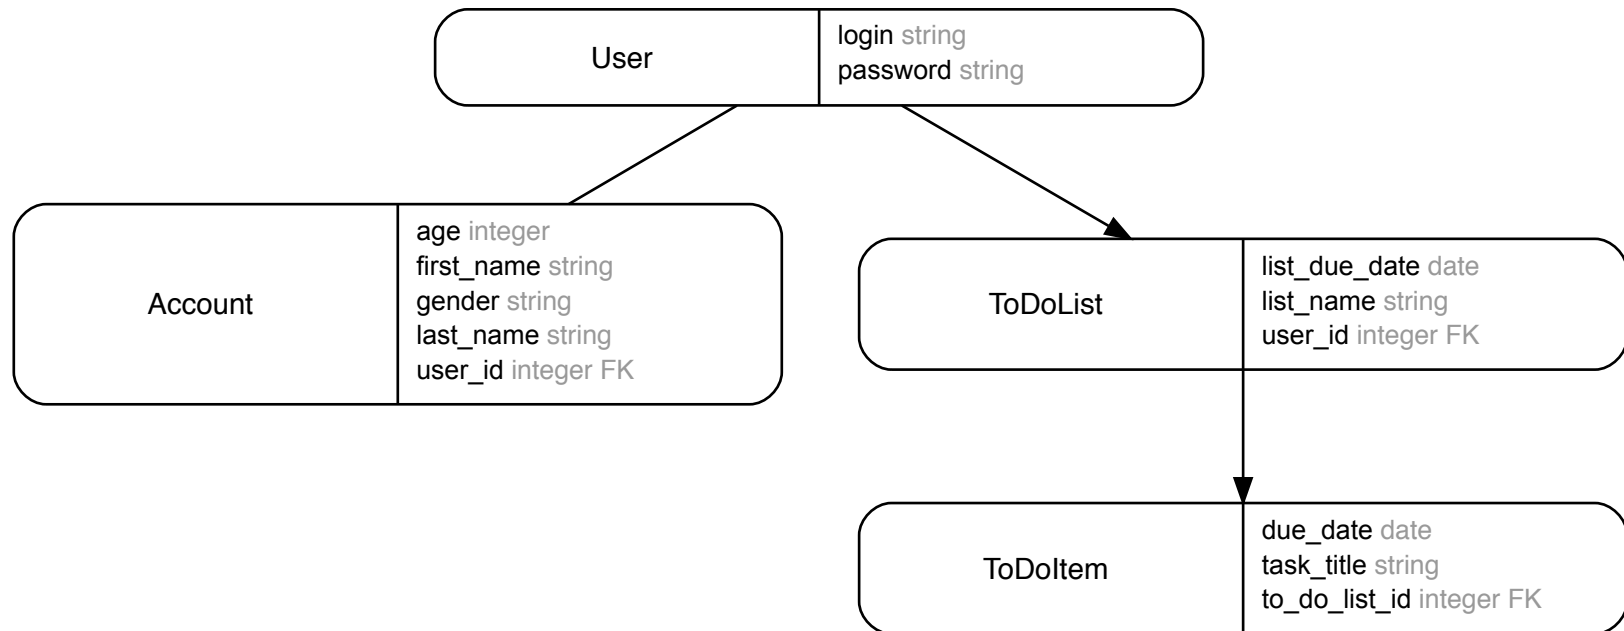 User
login string
password string
Account
age integer
first_name string
gender string
last_name string
user_id integer FK
ToDoList
list_due_date date
list_name string
user_id integer FK
ToDoItem
due_date date
task_title string
to_do_list_id integer FK